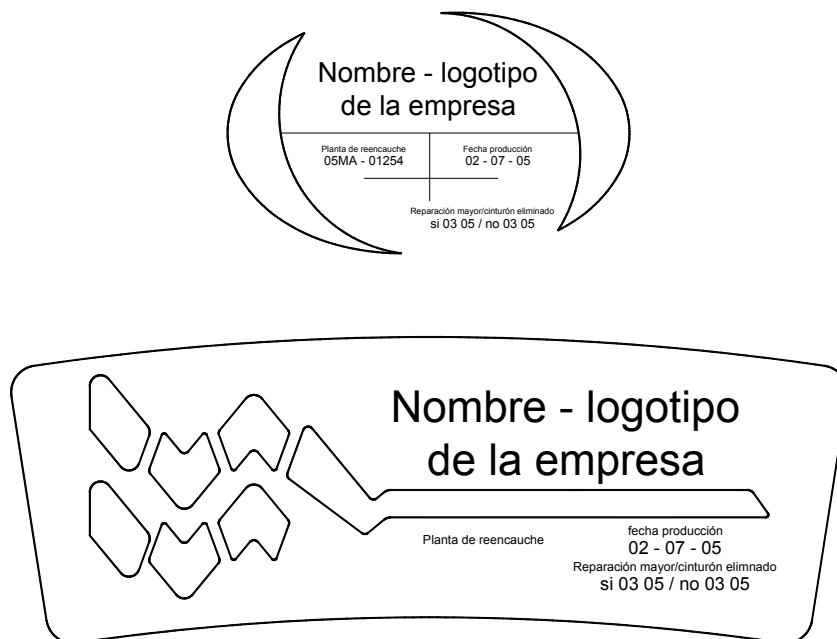 Nombre - logotipo
de la empresa
Planta de reencauche
05MA - 01254
Fecha producción
02 - 07 - 05
Reparación mayor/cinturón eliminado
si 03 05 / no 03 05
Nombre - logotipo
de la empresa
Planta de reencauche
fecha producción
02 - 07 - 05
Reparación mayor/cinturón elimnado
si 03 05 / no 03 05